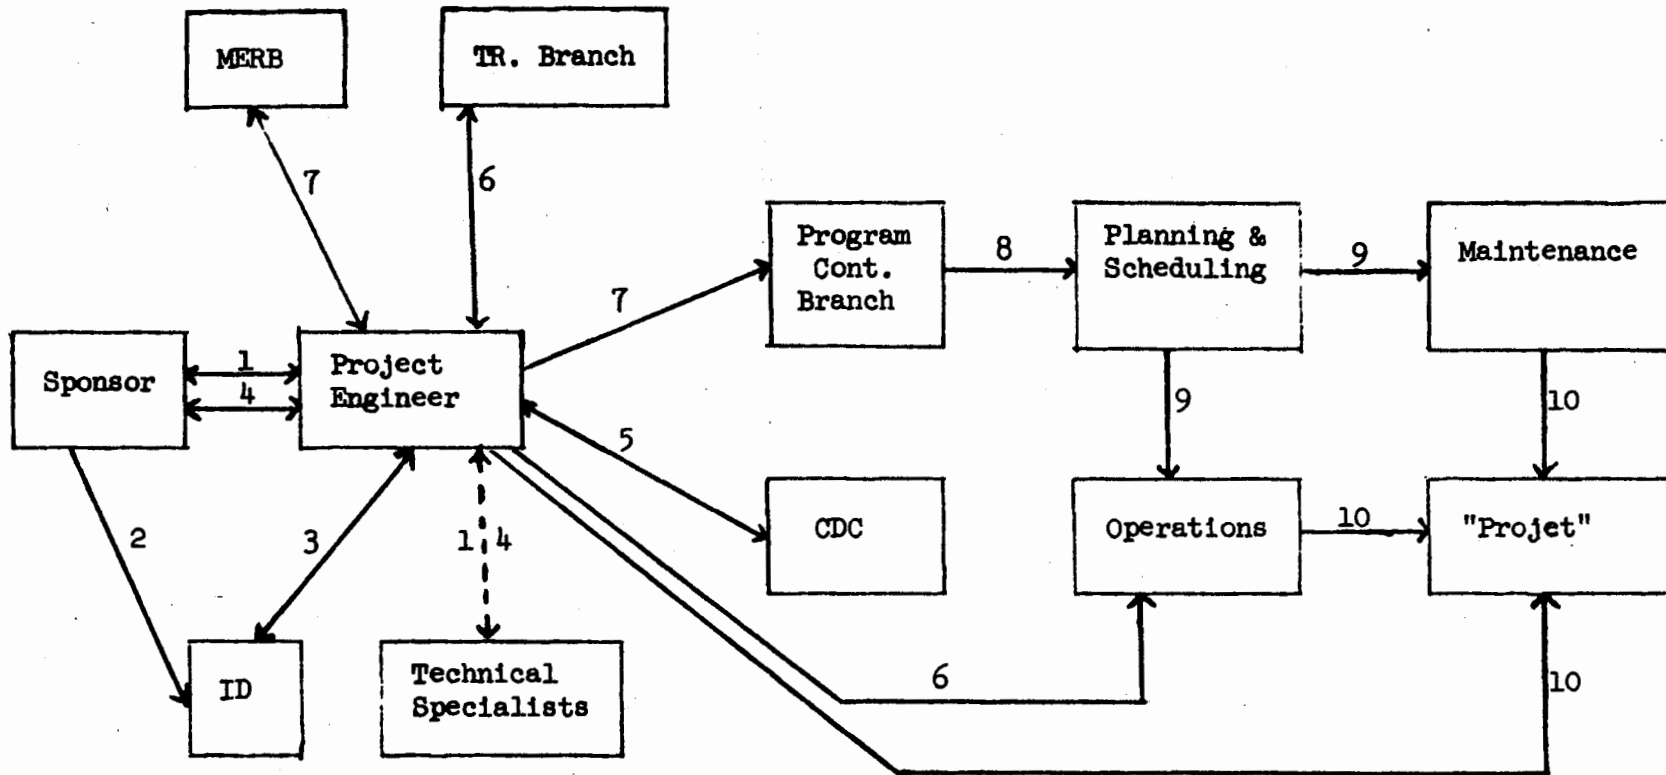 MERB
TR. Branch
7
6
Program
Cont.
Branch
8
Planning &
Scheduling
9
Maintenance
7
Sponsor
1
4
Project
Engineer
9
10
5
2
3
1
4
CDC
Operations
10
"Projet"
ID
Technical
Specialists
6
10